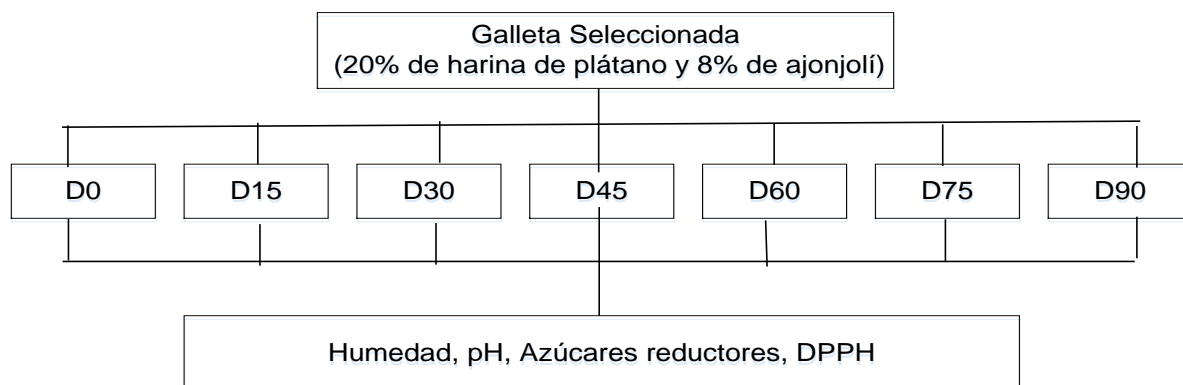 Galleta Seleccionada
(20% de harina de plátano y 8% de ajonjolí)
D0
D15
D30
D45
D60
D75
D90
Humedad, pH, Azúcares reductores, DPPH